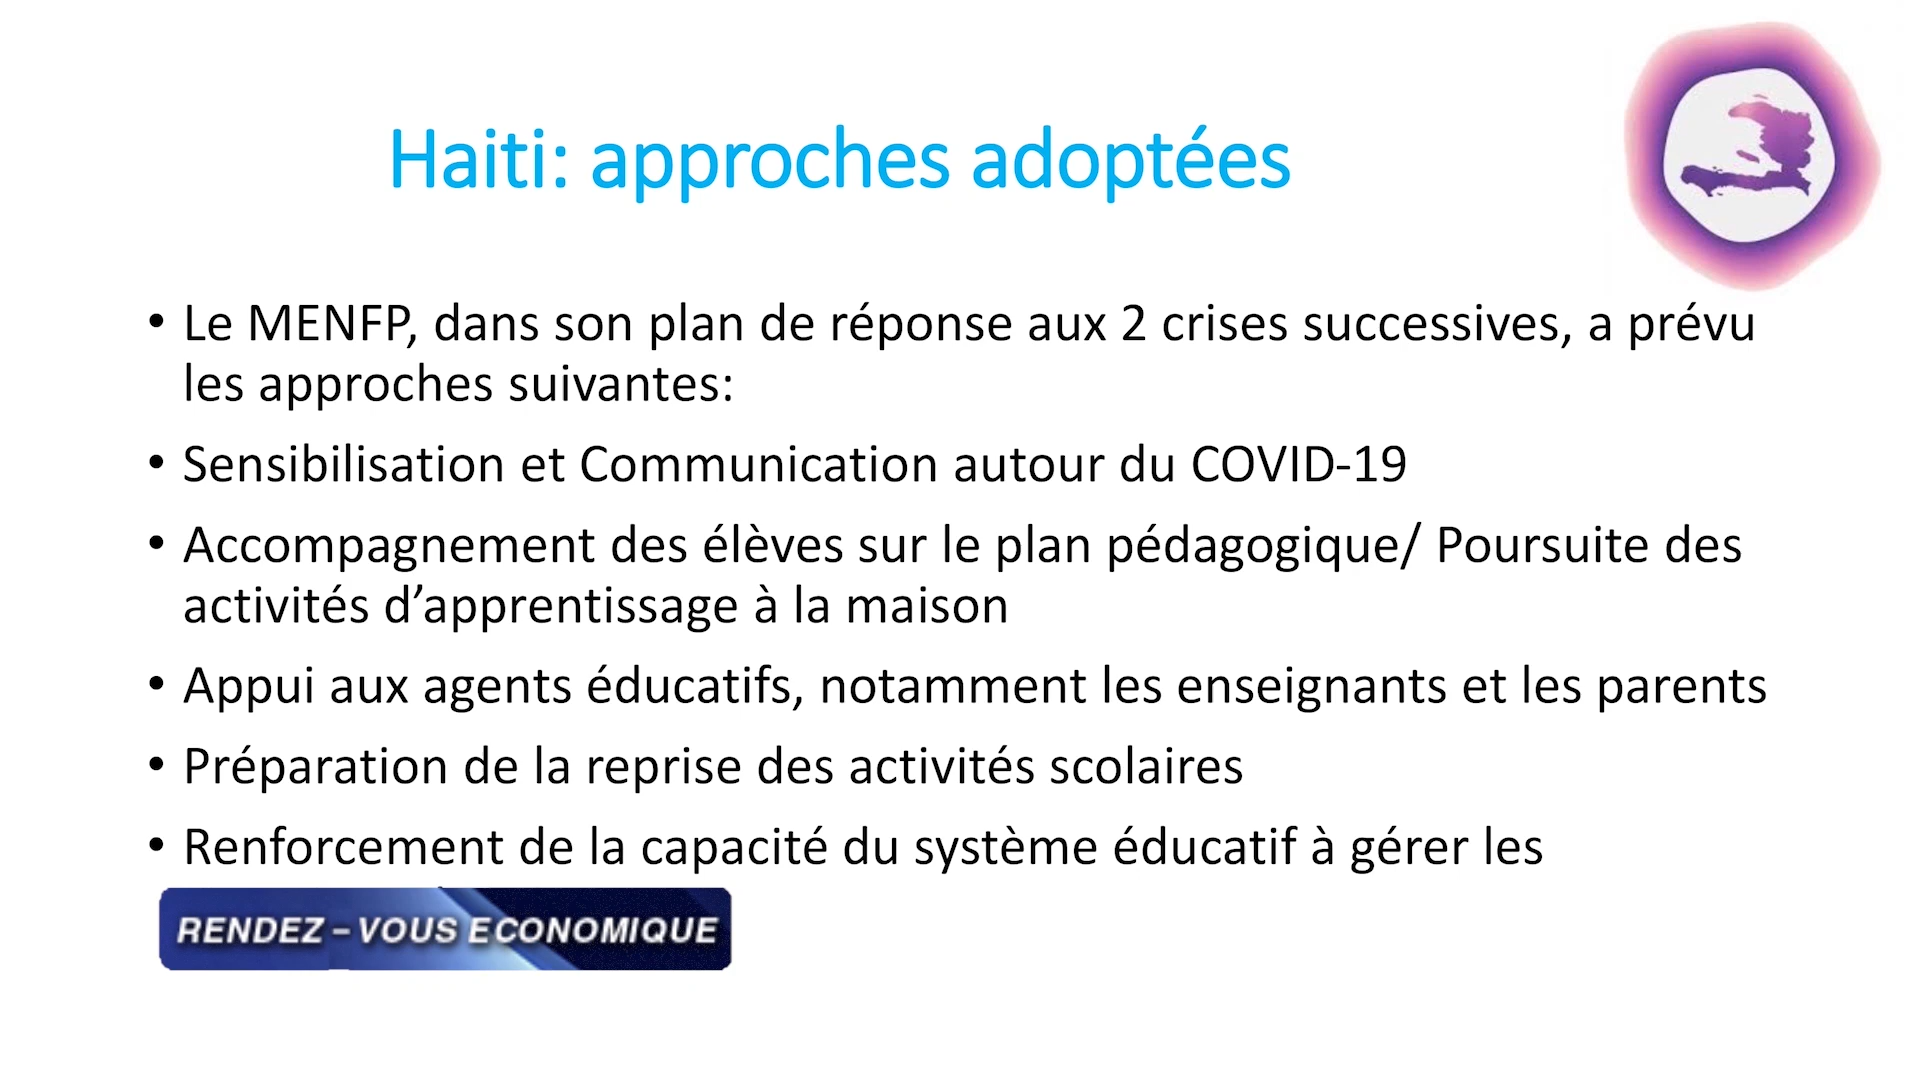 Haiti: approches adoptées
• Le MENFP, dans son plan de réponse aux 2 crises successives, a prévu
les approches suivantes:
• Sensibilisation et Communication autour du COVID-19
• Accompagnement des élèves sur le plan pédagogique/ Poursuite des
activités d’apprentissage à la maison
• Appui aux agents éducatifs, notamment les enseignants et les parents
• Préparation de la reprise des activités scolaires
• Renforcement de la capacité du système éducatif à gérer les
RENDEZ – VOUS ECONOMIQUE